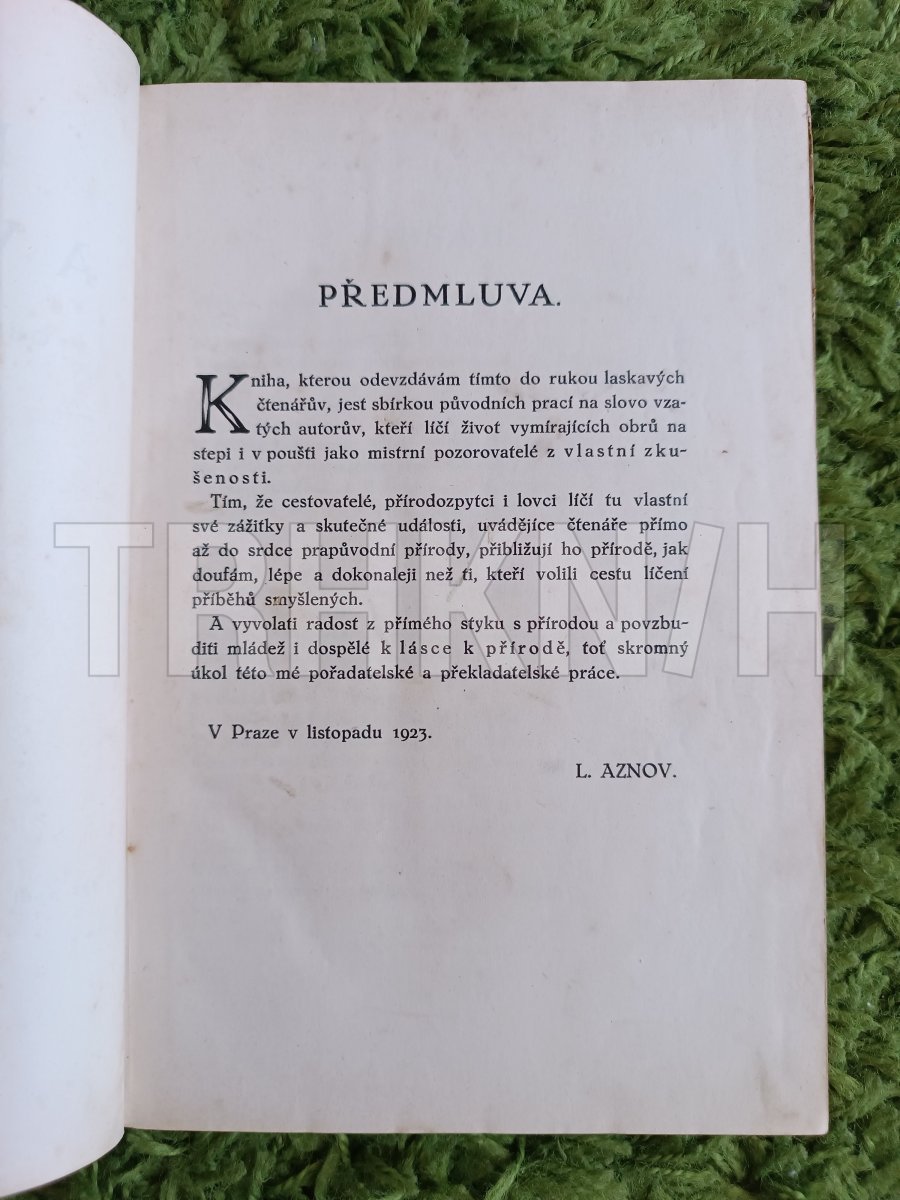 PŘEDMLUVA.
Kniha, kterou odevzdávám tímto do rukou laskavých
čtenářův, jest sbírkou původních prací na slovo vza-
tých autorův, kteří líčí život vymírajících obrů na
stepi i v poušti jako mistrní pozorovatelé z vlastní zku-
šenosti.
Tím, že cestovatelé, přírodozpytci i lovci líčí tu vlastní
své zážitky a skutečné události, uvádějíce čtenáře přímo
až do srdce prapůvodní přírody, přibližují ho přírodě, jak
doufám, lépe a dokonaleji než ti, kteří volili cestu líčení
příběhů smyšlených.
A vyvolati radost z přímého styku s přírodou a povzbu-
diti mládež i dospělé k lásce k přírodě, toť skromný
úkol této mé pořadatelské a překladatelské práce.
V Praze v listopadu 1923.
L. AZNOV.
TRHKNIH